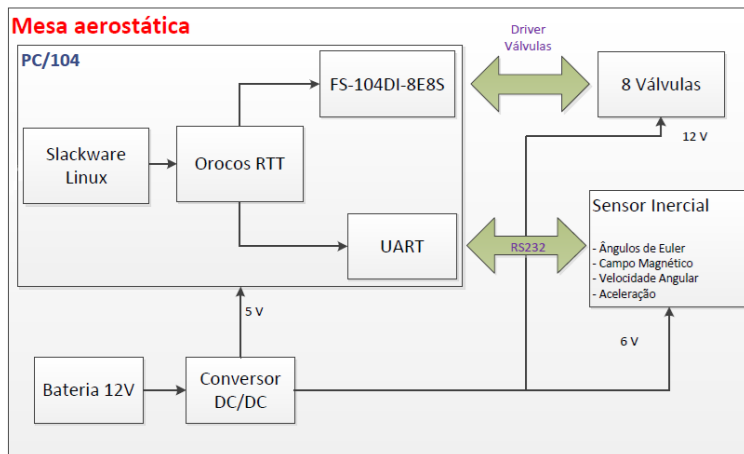 Mesa aerostática
PC/104
FS-104DI-8E8S
Driver
Válvulas
8 Válvulas
12 V
Slackware
Linux
Orocos RTT
UART
RS232
Sensor Inercial
- Ângulos de Euler
- Campo Magnético
- Velocidade Angular
- Aceleração
5 V
6 V
Bateria 12V
Conversor
DC/DC